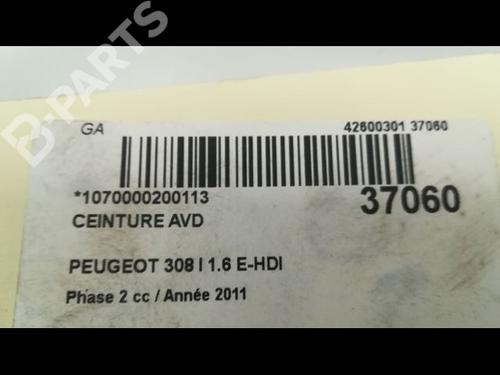 B-PARTS
GA 42600301 37060
*1070000200113 37060
CEINTURE AVD
PEUGEOT 308 I 1.6 E-HDI
Phase 2 cc / Année 2011